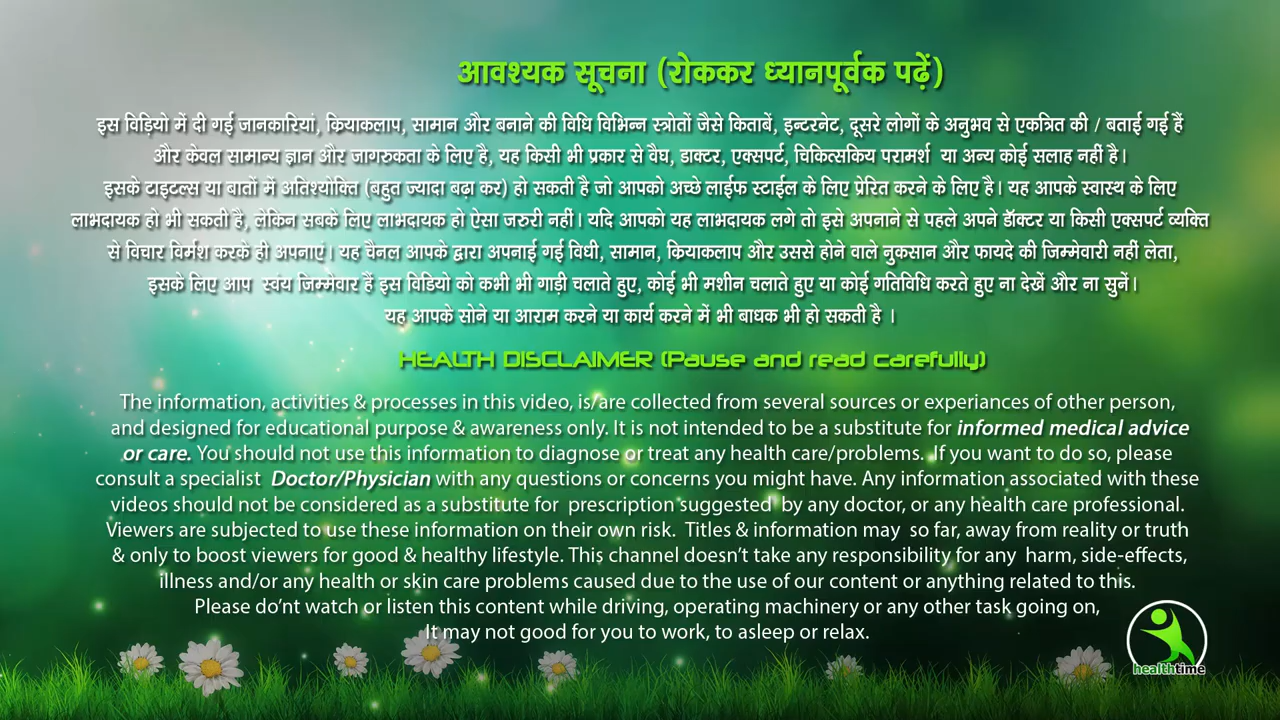 आवश्यक सूचना (रोककर ध्यानपूर्वक पढ़ें)
इस विड़ियो में दी गई जानकारियां, कियाकलाप, सामान और बनाने की विधि विभिन्न स्त्रोतों जैसे किताबें, इन्टरनेट, दूसरे लोगों के अनुभव से एकत्रित की / बताई गई हैं
और केवल सामान्य ज्ञान और जागरुकता के लिए है, यह किसी भी प्रकार से वैघ, डाक्टर, एक्सपर्ट, चिकित्सकिय परामर्श या अन्य कोई सलाह नहीं है।
इसके टाइटल्स या बातों में अतिश्योक्ति (बहुत ज्यादा बढ़ा कर) हो सकती है जो आपको अच्छे लाईफ स्टाईल के लिए प्रेरित करने के लिए है। यह आपके स्वास्थ के लिए
लाभदायक हो भी सकती है, लेकिन सबके लिए लाभदायक हो ऐसा जरुरी नहीं। यदि आपको यह लाभदायक लगे तो इसे अपनाने से पहले अपने डॉक्टर या किसी एक्सपर्ट व्यक्ति
से विचार विर्मश करके ही अपनाएं। यह चैनल आपके द्वारा अपनाई गई विधी, सामान, कियाकलाप और उससे होने वाले नुकसान और फायदे की जिम्मेवारी नहीं लेता,
इसके लिए आप स्वंय जिम्मेवार हैं इस विडियो को कभी भी गाड़ी चलाते हुए, कोई भी मशीन चलाते हुए या कोई गतिविधि करते हुए ना देखें और ना सुनें।
यह आपके सोने या आराम करने या कार्य करने में भी बाधक भी हो सकती है ।
HEALTH DISCLAIMER (Pause and read carefully)
The information, activities & processes in this video, is/are collected from several sources or experiances of other person,
and designed for educational purpose & awareness only. It is not intended to be a substitute for informed medical advice
or care. You should not use this information to diagnose or treat any health care/problems. If you want to do so, please
consult a specialist Doctor/Physician with any questions or concerns you might have. Any information associated with these
videos should not be considered as a substitute for prescription suggested by any doctor, or any health care professional.
Viewers are subjected to use these information on their own risk. Titles & information may so far, away from reality or truth
& only to boost viewers for good & healthy lifestyle. This channel doesn't take any responsibility for any harm, side-effects,
illness and/or any health or skin care problems caused due to the use of our content or anything related to this.
Please do'nt watch or listen this content while driving, operating machinery or any other task going on,
It may not good for you to work, to asleep or relax.
healthtime